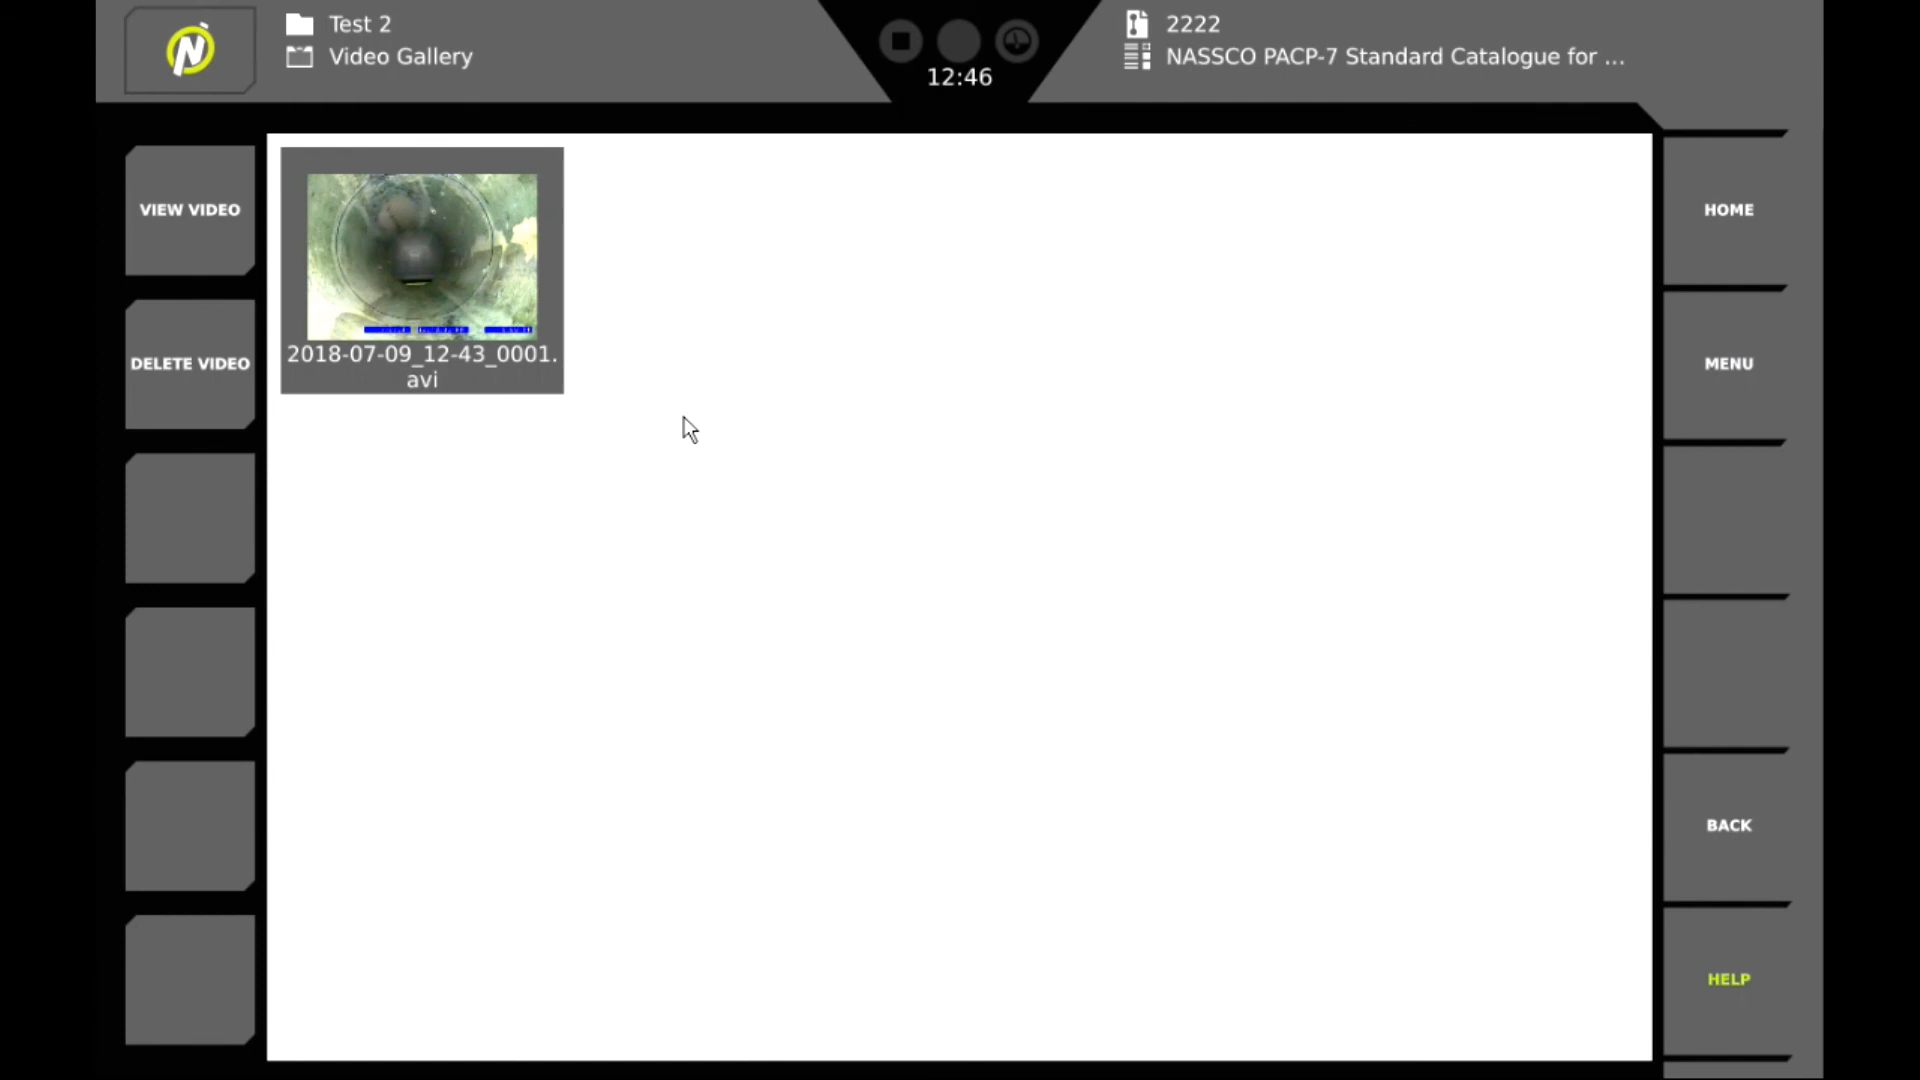 Test 2
Video Gallery
12:46
2222
NASSCO PACP-7 Standard Catalogue for ...
VIEW VIDEO
DELETE VIDEO
2018-07-09_12-43_0001.
avi
HOME
MENU
BACK
HELP